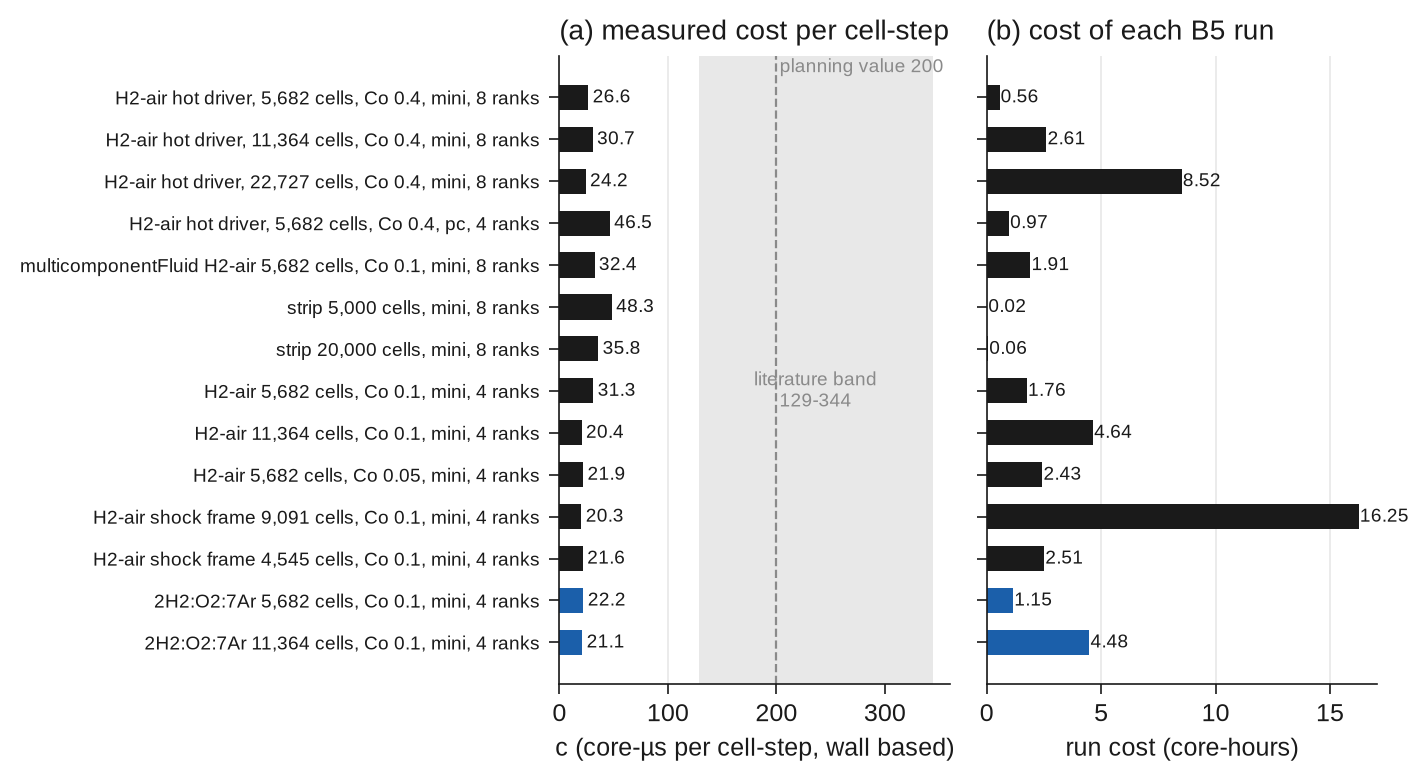 (a) measured cost per cell-step
(b) cost of each B5 run
planning value 200
H2-air hot driver, 5,682 cells, Co 0.4, mini, 8 ranks 26.6 0.56
H2-air hot driver, 11,364 cells, Co 0.4, mini, 8 ranks 30.7 2.61
H2-air hot driver, 22,727 cells, Co 0.4, mini, 8 ranks 24.2 8.52
H2-air hot driver, 5,682 cells, Co 0.4, pc, 4 ranks 46.5 0.97
multicomponentFluid H2-air 5,682 cells, Co 0.1, mini, 8 ranks 32.4 1.91
strip 5,000 cells, mini, 8 ranks 48.3 0.02
strip 20,000 cells, mini, 8 ranks 35.8 0.06
literature band
129-344
H2-air 5,682 cells, Co 0.1, mini, 4 ranks 31.3 1.76
H2-air 11,364 cells, Co 0.1, mini, 4 ranks 20.4 4.64
H2-air 5,682 cells, Co 0.05, mini, 4 ranks 21.9 2.43
H2-air shock frame 9,091 cells, Co 0.1, mini, 4 ranks 20.3 16.25
H2-air shock frame 4,545 cells, Co 0.1, mini, 4 ranks 21.6 2.51
2H2:O2:7Ar 5,682 cells, Co 0.1, mini, 4 ranks 22.2 1.15
2H2:O2:7Ar 11,364 cells, Co 0.1, mini, 4 ranks 21.1 4.48
0 100 200 300
0 5 10 15
c (core-µs per cell-step, wall based)
run cost (core-hours)